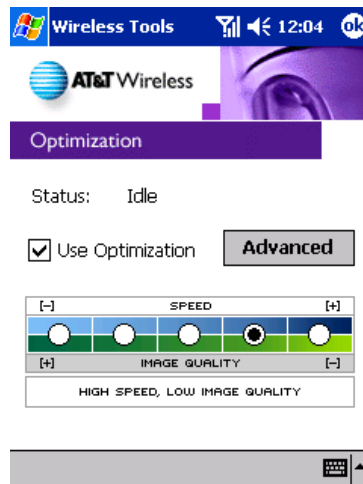 Wireless Tools 12:04 ok
AT&T Wireless
Optimization
Status: Idle
Use Optimization Advanced
[-] SPEED [+]
[+] IMAGE QUALITY [-]
HIGH SPEED, LOW IMAGE QUALITY